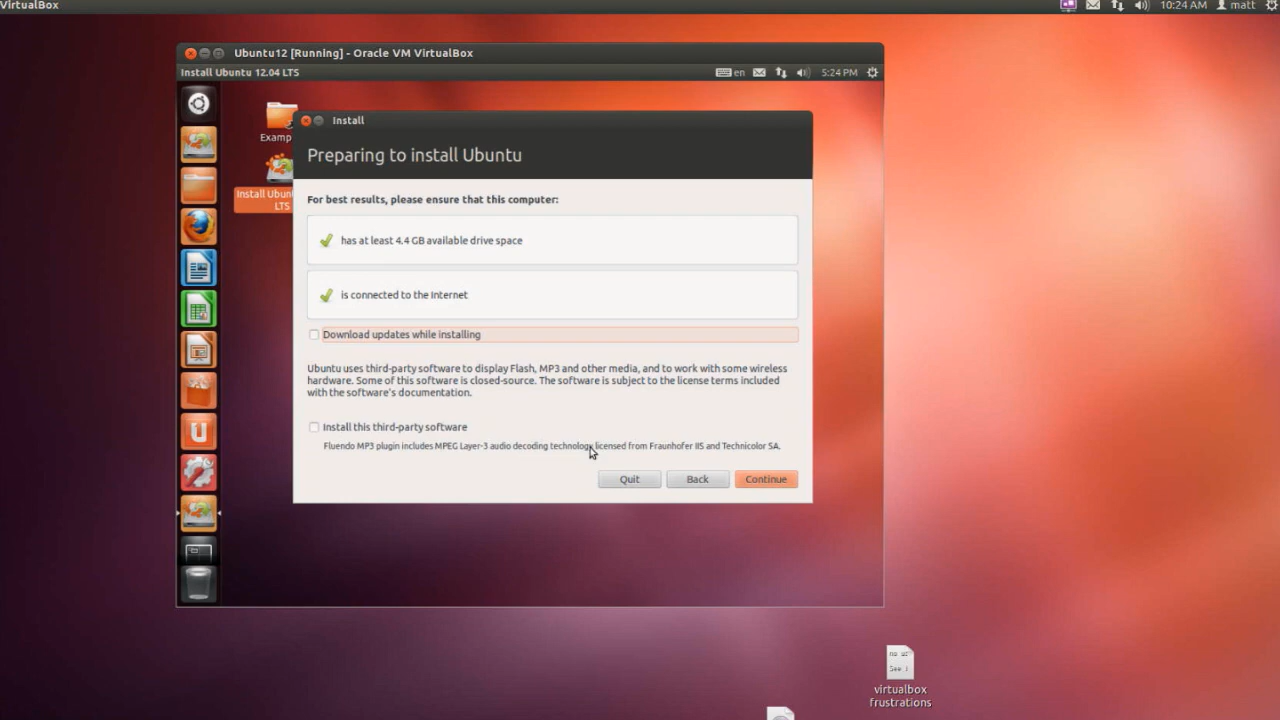 VirtualBox
10:24 AM matt
Ubuntu12 [Running] - Oracle VM VirtualBox
Install Ubuntu 12.04 LTS
en 5:24 PM
Examp
Install Ubun
LTS
Install
Preparing to install Ubuntu
For best results, please ensure that this computer:
has at least 4.4 GB available drive space
is connected to the Internet
Download updates while installing
Ubuntu uses third-party software to display Flash, MP3 and other media, and to work with some wireless
hardware. Some of this software is closed-source. The software is subject to the license terms included
with the software's documentation.
Install this third-party software
Fluendo MP3 plugin includes MPEG Layer-3 audio decoding technology licensed from Fraunhofer IIS and Technicolor SA.
Quit Back Continue
virtualbox
frustrations